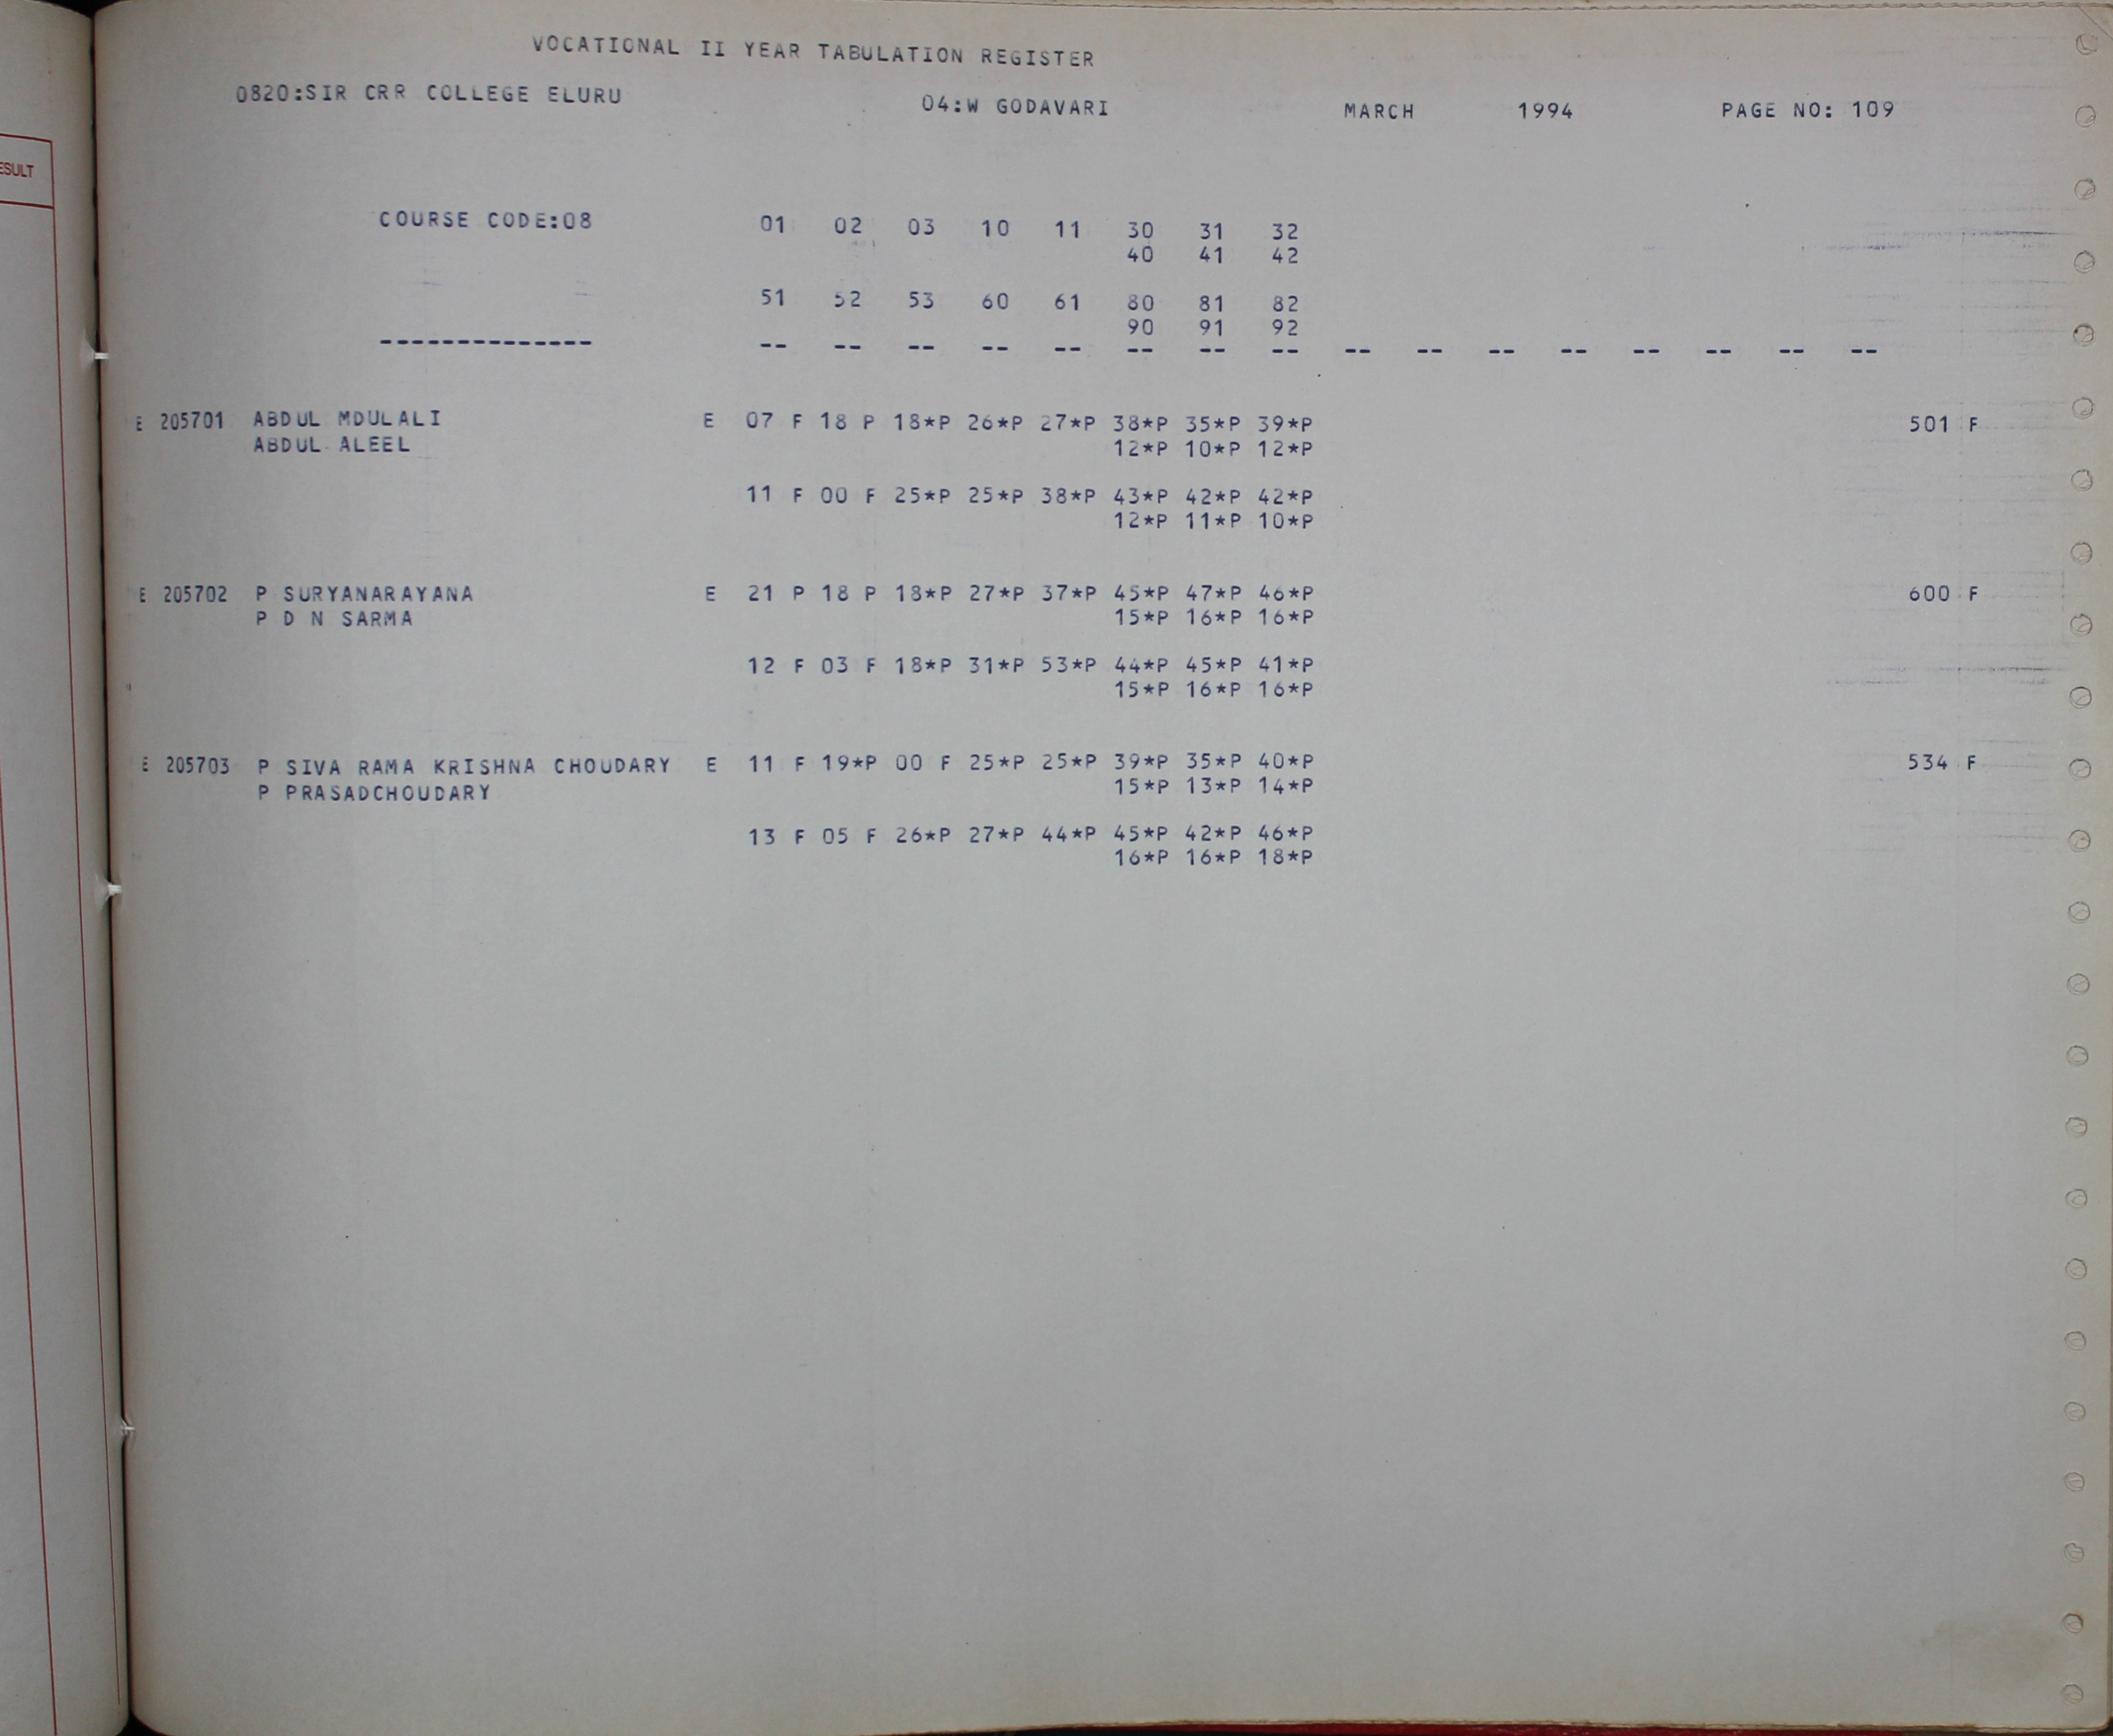 ESULT
VOCATIONAL II YEAR TABULATION REGISTER
0820:SIR CRR COLLEGE ELURU 04:W GODAVARI MARCH 1994 PAGE NO: 109
COURSE CODE:08 01 02 03 10 11 30 31 32
40 41 42
51 52 53 60 61 80 81 82
90 91 92
-------------- -- -- -- -- -- -- -- -- -- -- -- -- -- -- -- --
E 205701 ABDUL MDULALI E 07 F 18 P 18*P 26*P 27*P 38*P 35*P 39*P 501 F
ABDUL ALEEL 12*P 10*P 12*P
11 F 00 F 25*P 25*P 38*P 43*P 42*P 42*P
12*P 11*P 10*P
E 205702 P SURYANARAYANA E 21 P 18 P 18*P 27*P 37*P 45*P 47*P 46*P 600 F
P D N SARMA 15*P 16*P 16*P
12 F 03 F 18*P 31*P 53*P 44*P 45*P 41*P
15*P 16*P 16*P
E 205703 P SIVA RAMA KRISHNA CHOUDARY E 11 F 19*P 00 F 25*P 25*P 39*P 35*P 40*P 534 F
P PRASADCHOUDARY 15*P 13*P 14*P
13 F 05 F 26*P 27*P 44*P 45*P 42*P 46*P
16*P 16*P 18*P